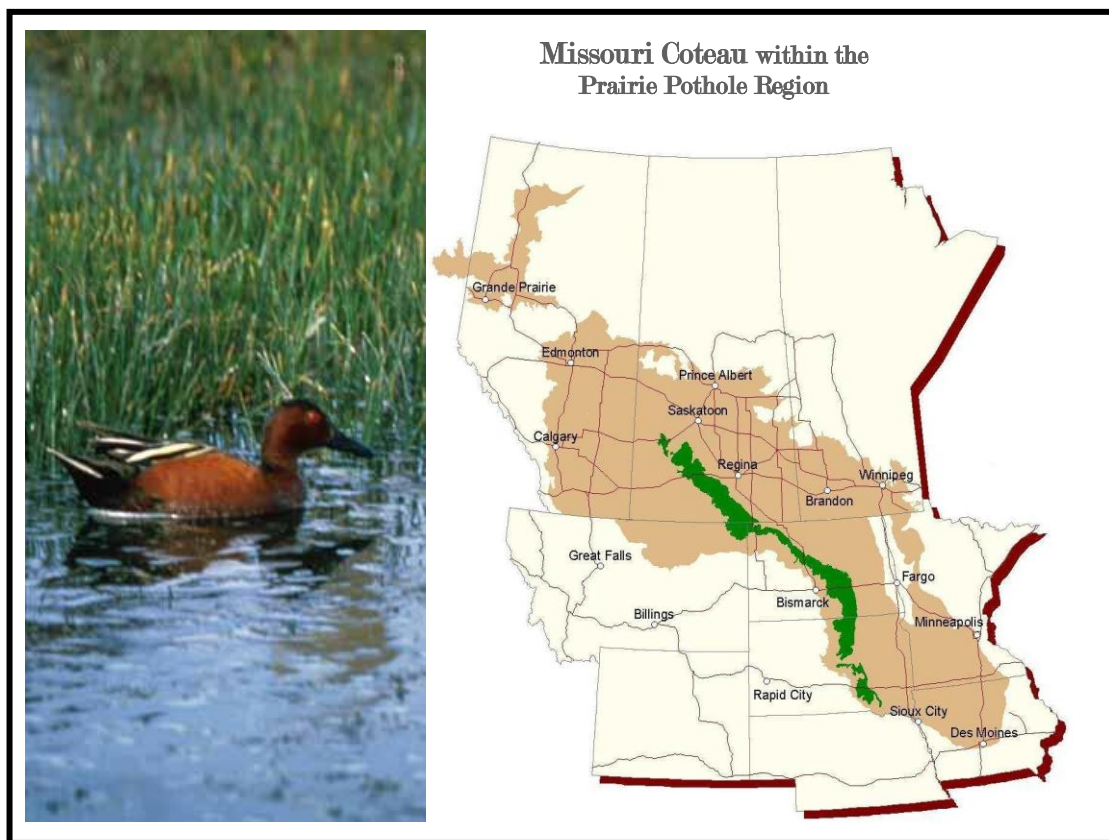 Missouri Coteau within the
Prairie Pothole Region
Grande Prairie
Edmonton
Prince Albert
Saskatoon
Calgary
Regina
Winnipeg
Brandon
Great Falls
Fargo
Bismarck
Billings
Minneapolis
Rapid City
Sioux City
Des Moines